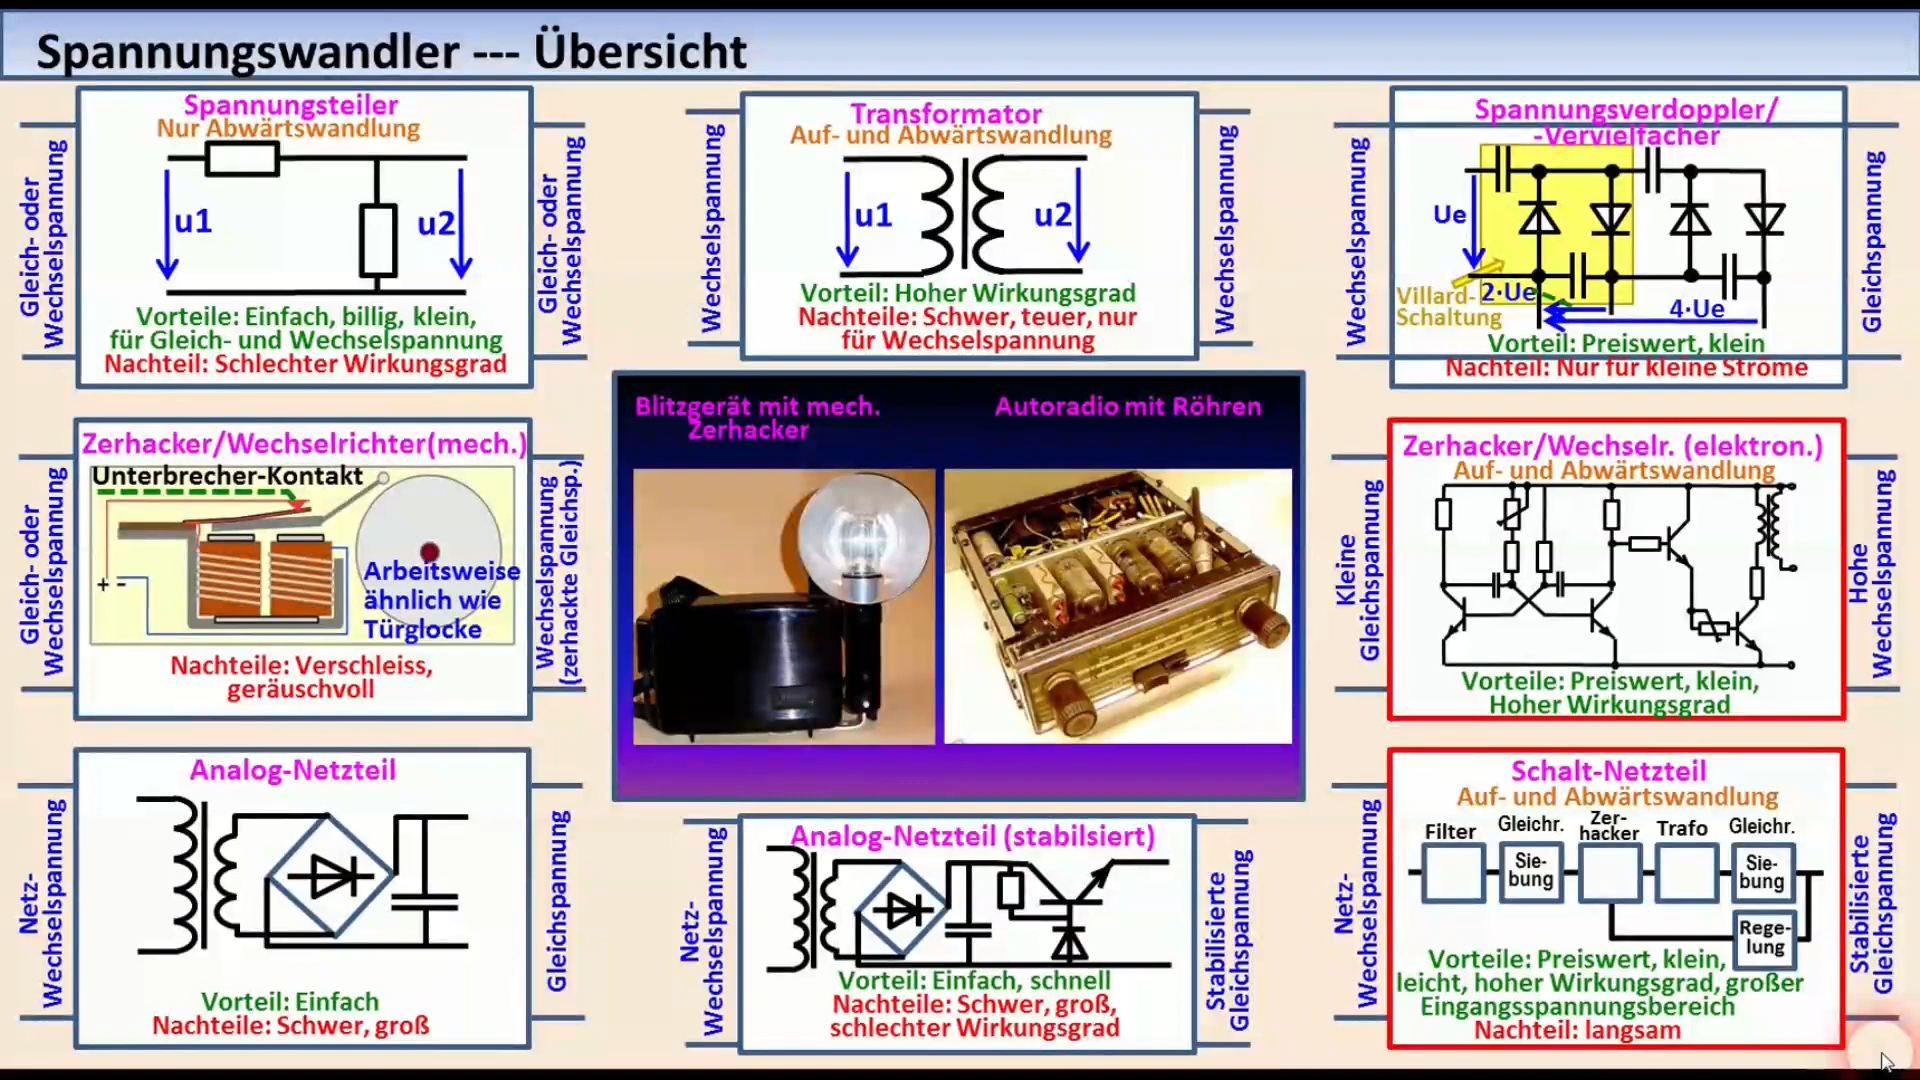 Spannungswandler --- Übersicht
Spannungsteiler
Nur Abwärtswandlung
Gleich- oder
Wechselspannung
u1
u2
Gleich- oder
Wechselspannung
Vorteile: Einfach, billig, klein,
für Gleich- und Wechselspannung
Nachteil: Schlechter Wirkungsgrad
Transformator
Auf- und Abwärtswandlung
Wechselspannung
u1
u2
Wechselspannung
Vorteil: Hoher Wirkungsgrad
Nachteile: Schwer, teuer, nur
für Wechselspannung
Spannungsverdoppler/
-Vervielfacher
Wechselspannung
Ue
Gleichspannung
Villard-
Schaltung
2·Ue
4·Ue
Vorteil: Preiswert, klein
Nachteil: Nur für kleine Ströme
Zerhacker/Wechselrichter(mech.)
Unterbrecher-Kontakt
Gleich- oder
Wechselspannung
+ -
Arbeitsweise
ähnlich wie
Türglocke
Wechselspannung
(zerhackte Gleichsp.)
Nachteile: Verschleiss,
geräuschvoll
Blitzgerät mit mech.
Zerhacker
Autoradio mit Röhren
Zerhacker/Wechselr. (elektron.)
Auf- und Abwärtswandlung
Kleine
Gleichspannung
Hohe
Wechselspannung
Vorteile: Preiswert, klein,
Hoher Wirkungsgrad
Analog-Netzteil
Netz-
Wechselspannung
Gleichspannung
Vorteil: Einfach
Nachteile: Schwer, groß
Analog-Netzteil (stabilsiert)
Netz-
Wechselspannung
Stabilisierte
Gleichspannung
Vorteil: Einfach, schnell
Nachteile: Schwer, groß,
schlechter Wirkungsgrad
Schalt-Netzteil
Auf- und Abwärtswandlung
Netz-
Wechselspannung
Filter
Gleichr.
Zer-
hacker
Trafo
Gleichr.
Sie-
bung
Sie-
bung
Rege-
lung
Stabilisierte
Gleichspannung
Vorteile: Preiswert, klein,
leicht, hoher Wirkungsgrad, großer
Eingangsspannungsbereich
Nachteil: langsam